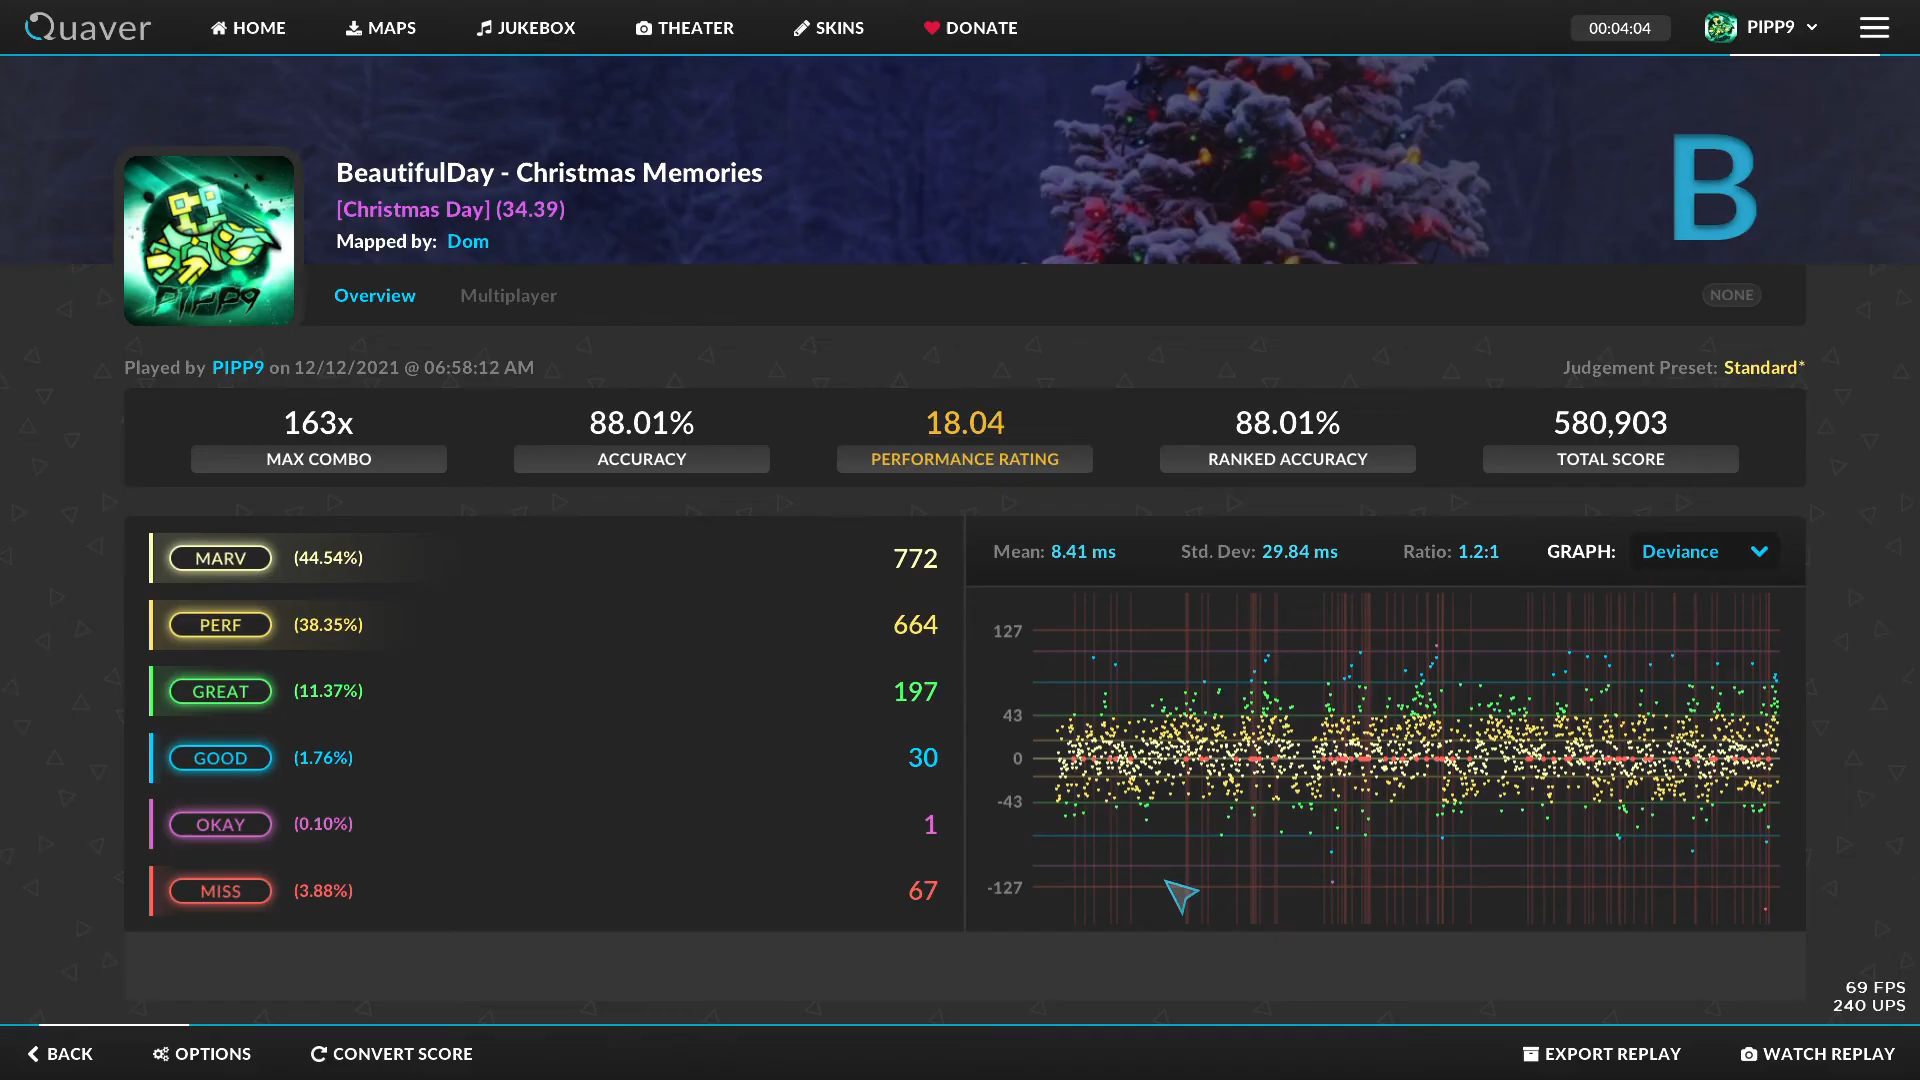 Quaver
HOME
MAPS
JUKEBOX
THEATER
SKINS
DONATE
00:04:04
PIPP9
BeautifulDay - Christmas Memories
[Christmas Day] (34.39)
Mapped by: Dom
B
PIPP9
Overview
Multiplayer
NONE
Played by PIPP9 on 12/12/2021 @ 06:58:12 AM
Judgement Preset: Standard*
163x
MAX COMBO
88.01%
ACCURACY
18.04
PERFORMANCE RATING
88.01%
RANKED ACCURACY
580,903
TOTAL SCORE
MARV (44.54%) 772
PERF (38.35%) 664
GREAT (11.37%) 197
GOOD (1.76%) 30
OKAY (0.10%) 1
MISS (3.88%) 67
Mean: 8.41 ms
Std. Dev: 29.84 ms
Ratio: 1.2:1
GRAPH: Deviance
127
43
0
-43
-127
69 FPS
240 UPS
BACK
OPTIONS
CONVERT SCORE
EXPORT REPLAY
WATCH REPLAY